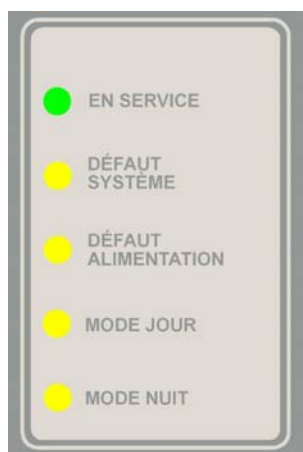 EN SERVICE
DÉFAUT
SYSTÈME
DÉFAUT
ALIMENTATION
MODE JOUR
MODE NUIT